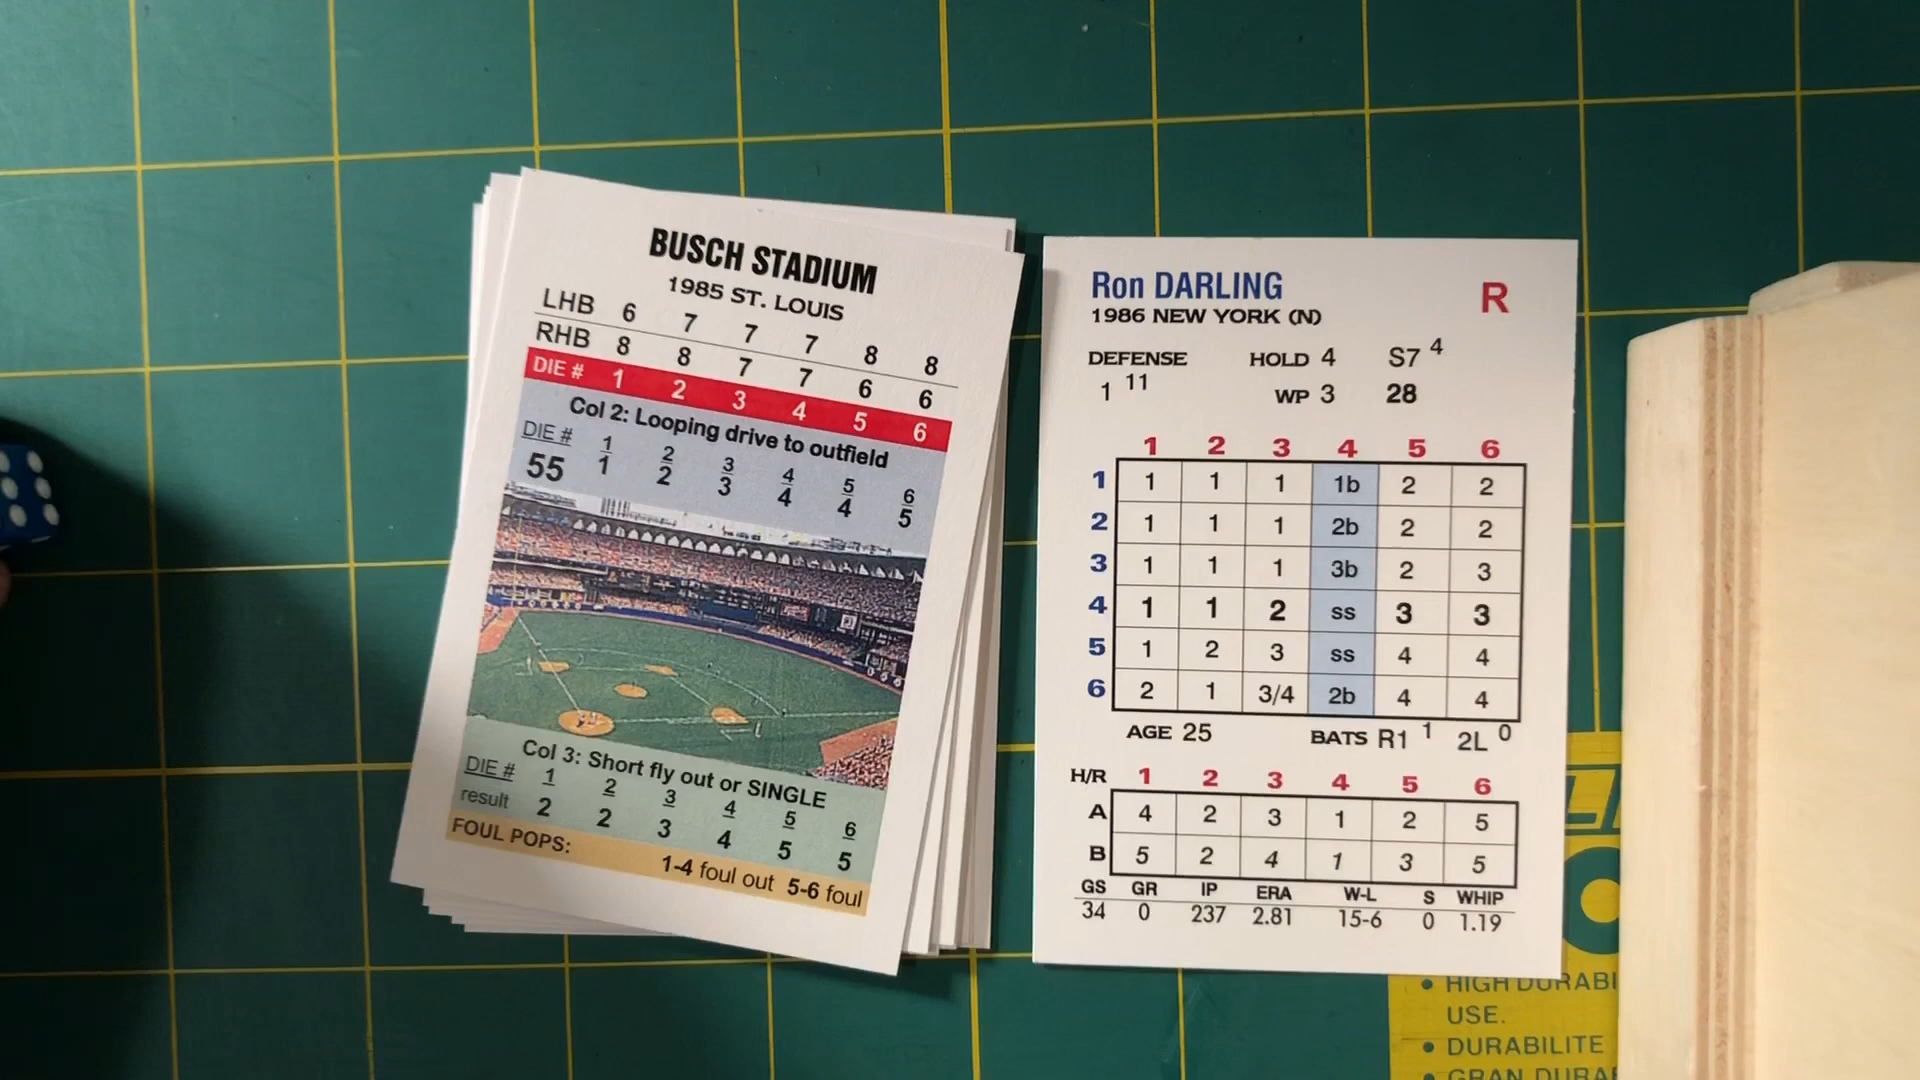 BUSCH STADIUM
1985 ST. LOUIS
LHB 6 7 7 7 8 8
RHB 8 8 7 7 6 6
DIE # 1 2 3 4 5 6
Col 2: Looping drive to outfield
DIE # 1 2 3 4 5 6
55 1 2 3 4 4 5
Col 3: Short fly out or SINGLE
DIE # 1 2 3 4 5 6
result 2 2 3 4 5 5
FOUL POPS: 1-4 foul out 5-6 foul
Ron DARLING R
1986 NEW YORK (N)
DEFENSE HOLD 4 S7 4
1 11 WP 3 28
1 2 3 4 5 6
1 1 1 1 1b 2 2
2 1 1 1 2b 2 2
3 1 1 1 3b 2 3
4 1 1 2 ss 3 3
5 1 2 3 ss 4 4
6 2 1 3/4 2b 4 4
AGE 25 BATS R1 1 2L 0
H/R 1 2 3 4 5 6
A 4 2 3 1 2 5
B 5 2 4 1 3 5
GS GR IP ERA W-L S WHIP
34 0 237 2.81 15-6 0 1.19
• HIGH DURABI
USE.
• DURABILITE
• GRAN DURA